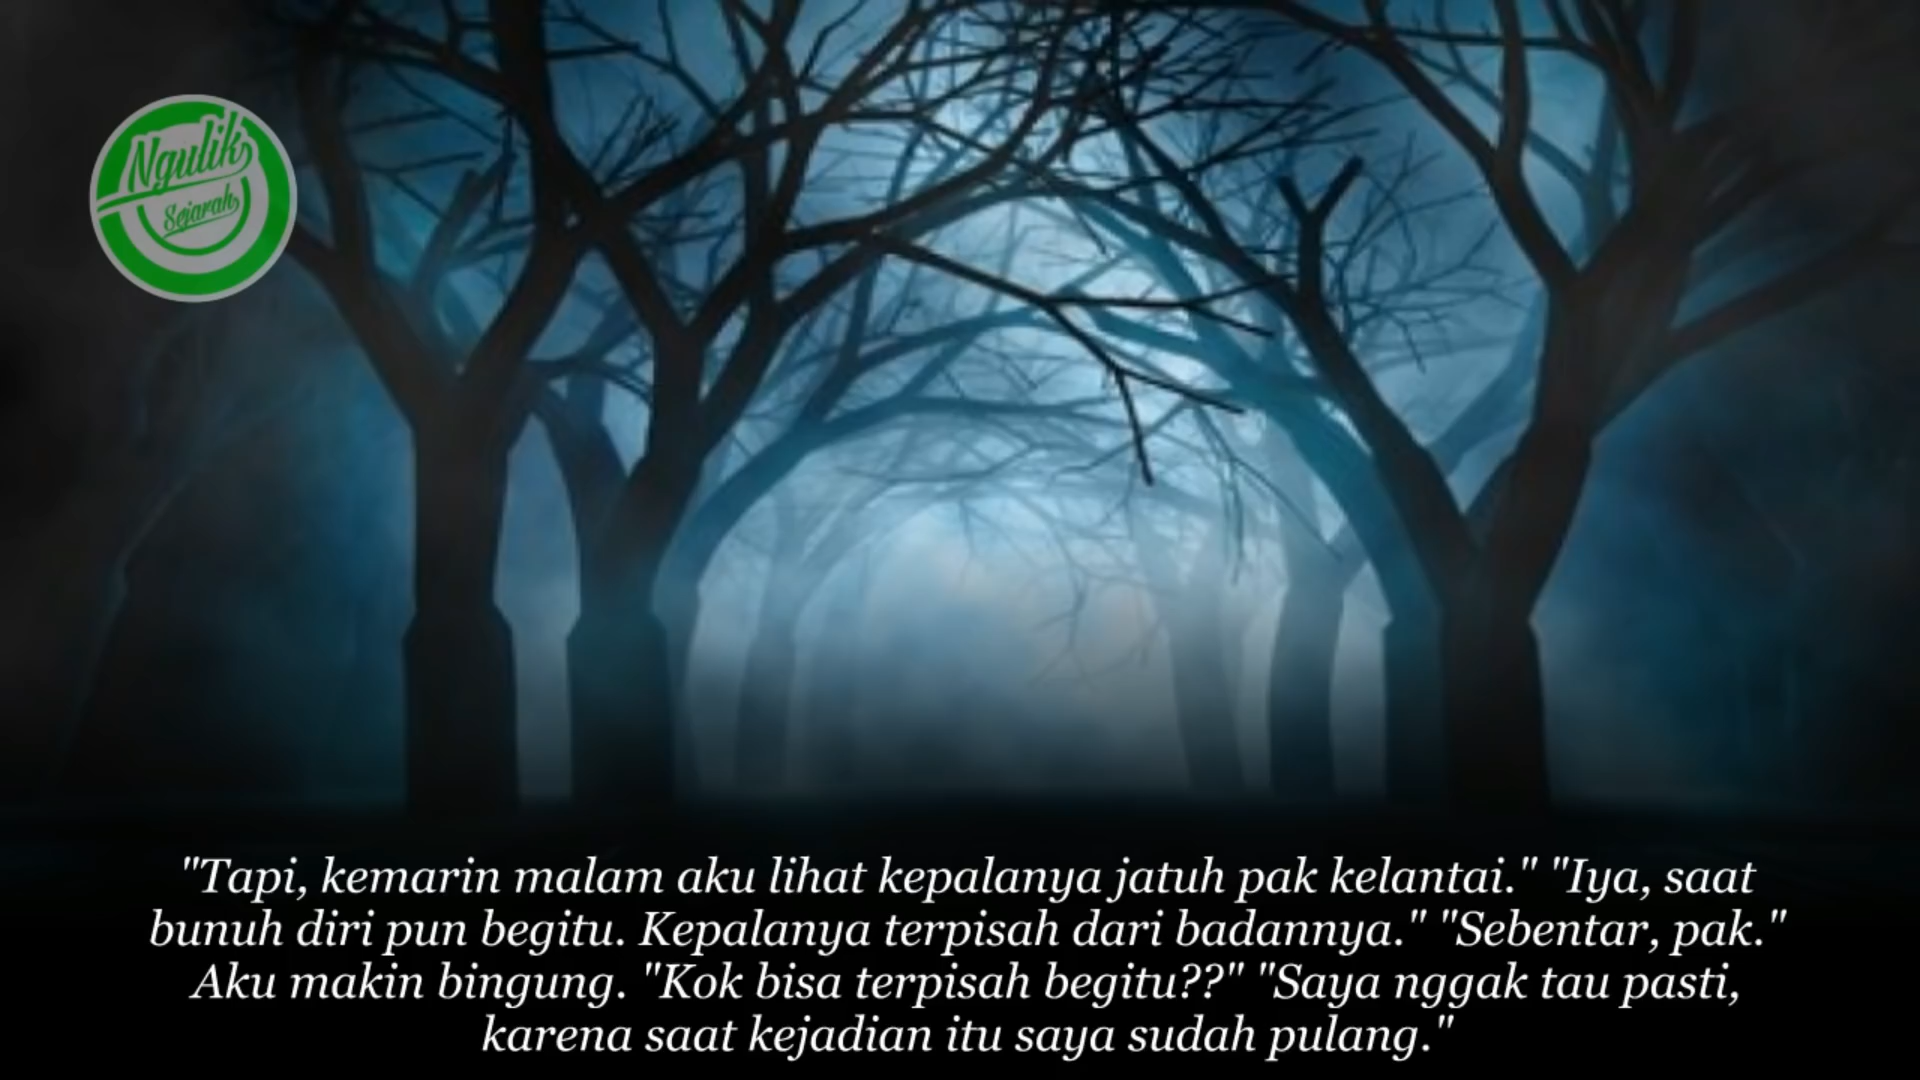 Ngulik
Sejarah
"Tapi, kemarin malam aku lihat kepalanya jatuh pak kelantai." "Iya, saat
bunuh diri pun begitu. Kepalanya terpisah dari badannya." "Sebentar, pak."
Aku makin bingung. "Kok bisa terpisah begitu??" "Saya nggak tau pasti,
karena saat kejadian itu saya sudah pulang."